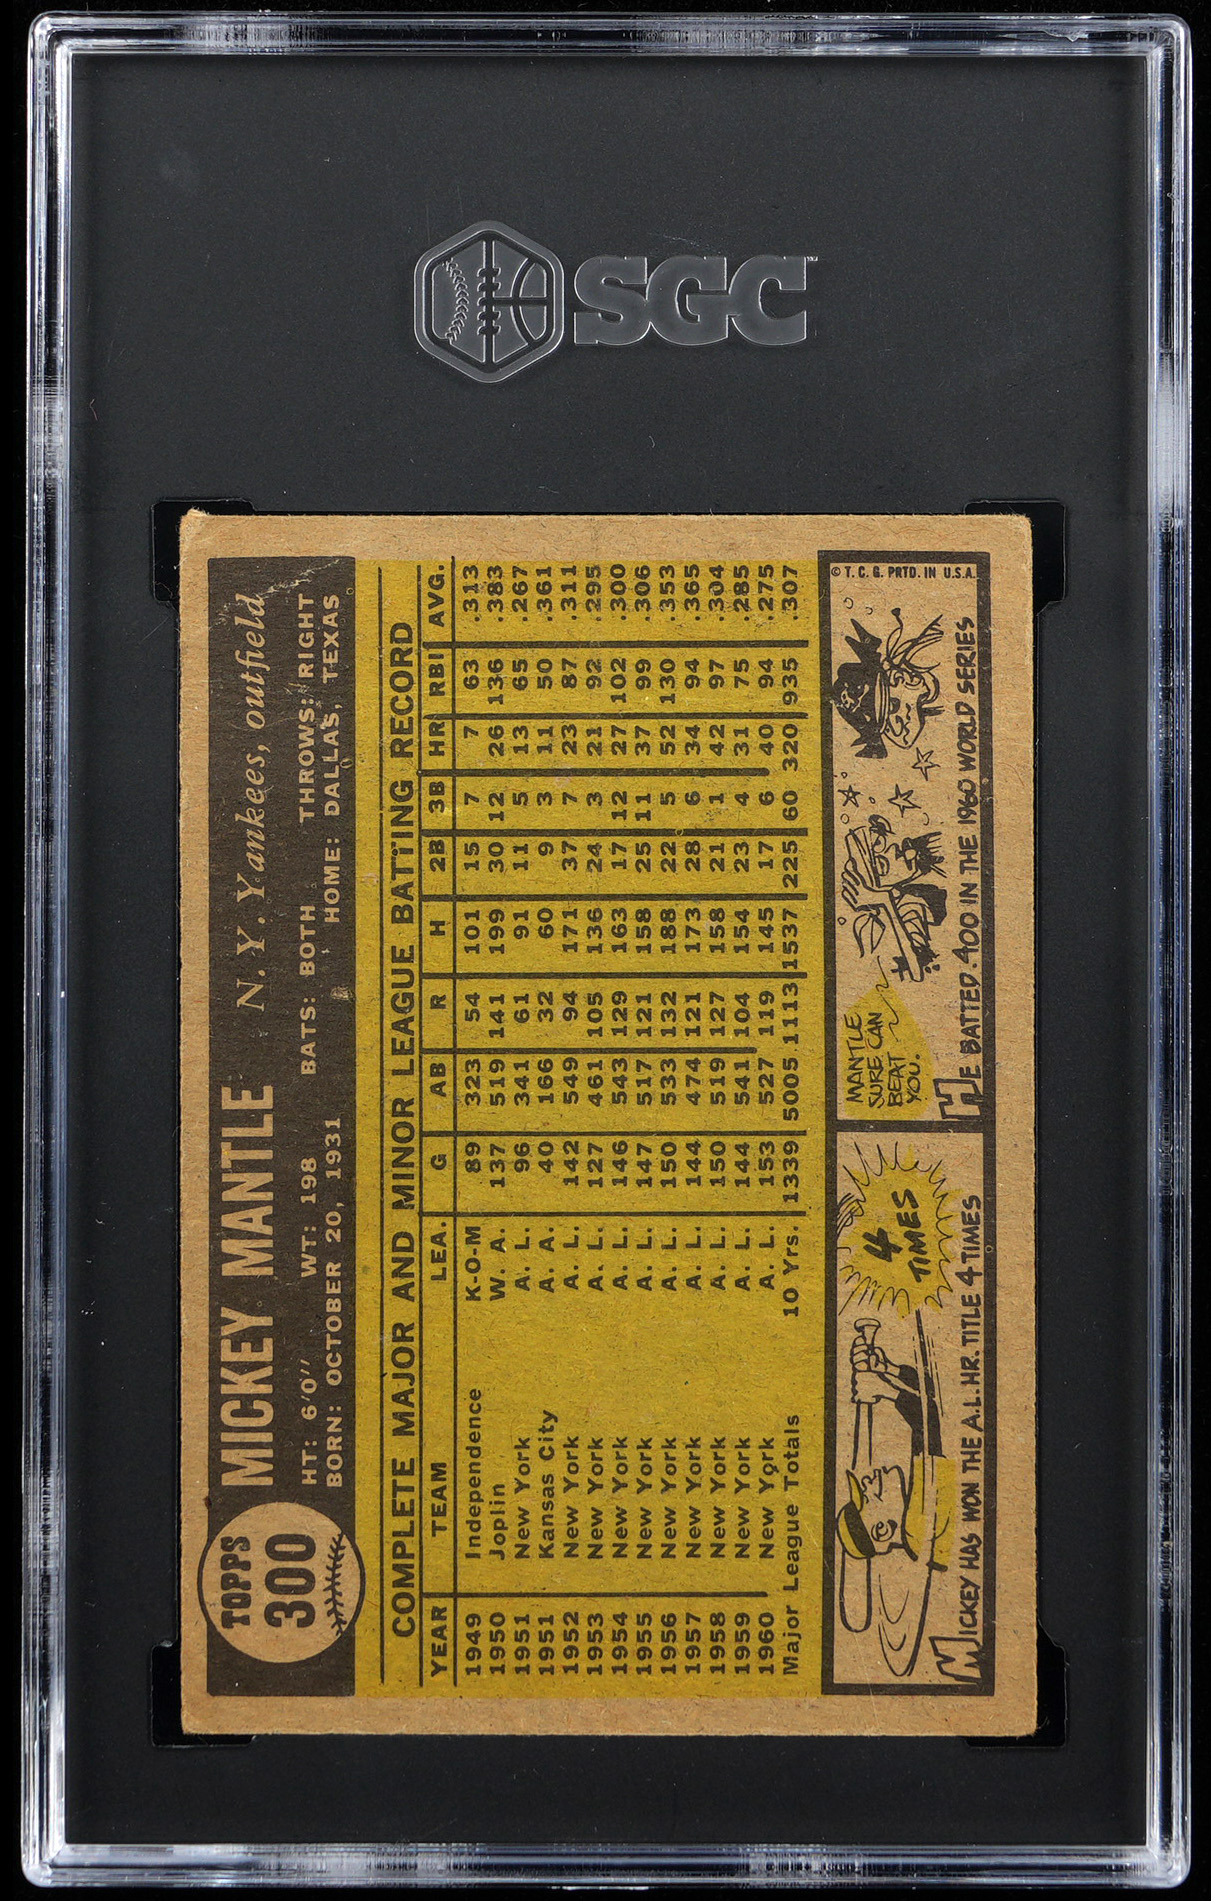 SGC
TOPPS
300
MICKEY MANTLE N. Y. Yankees, outfield
HT: 6'0" WT: 198 BATS: BOTH THROWS: RIGHT
BORN: OCTOBER 20, 1931 HOME: DALLAS, TEXAS
COMPLETE MAJOR AND MINOR LEAGUE BATTING RECORD
YEAR TEAM LEA. G AB R H 2B 3B HR RBI AVG.
1949 Independence K-O-M 89 323 54 101 15 7 7 63 .313
1950 Joplin W. A. 137 519 141 199 30 12 26 136 .383
1951 New York A. L. 96 341 61 91 11 5 13 65 .267
1951 Kansas City A. A. 40 166 32 60 9 3 11 50 .361
1952 New York A. L. 142 549 94 171 37 7 23 87 .311
1953 New York A. L. 127 461 105 136 24 3 21 92 .295
1954 New York A. L. 146 543 129 163 17 12 27 102 .300
1955 New York A. L. 147 517 121 158 25 11 37 99 .306
1956 New York A. L. 150 533 132 188 22 5 52 130 .353
1957 New York A. L. 144 474 121 173 28 6 34 94 .365
1958 New York A. L. 150 519 127 158 21 1 42 97 .304
1959 New York A. L. 144 541 104 154 23 4 31 75 .285
1960 New York A. L. 153 527 119 145 17 6 40 94 .275
Major League Totals 10 Yrs. 1339 5005 1113 1537 225 60 320 935 .307
4
TIMES
MICKEY HAS WON THE A.L. HR. TITLE 4 TIMES
MANTLE
SURE CAN
BEAT
YOU.
HE BATTED .400 IN THE 1960 WORLD SERIES
© T. C. G. PRTD. IN U.S.A.